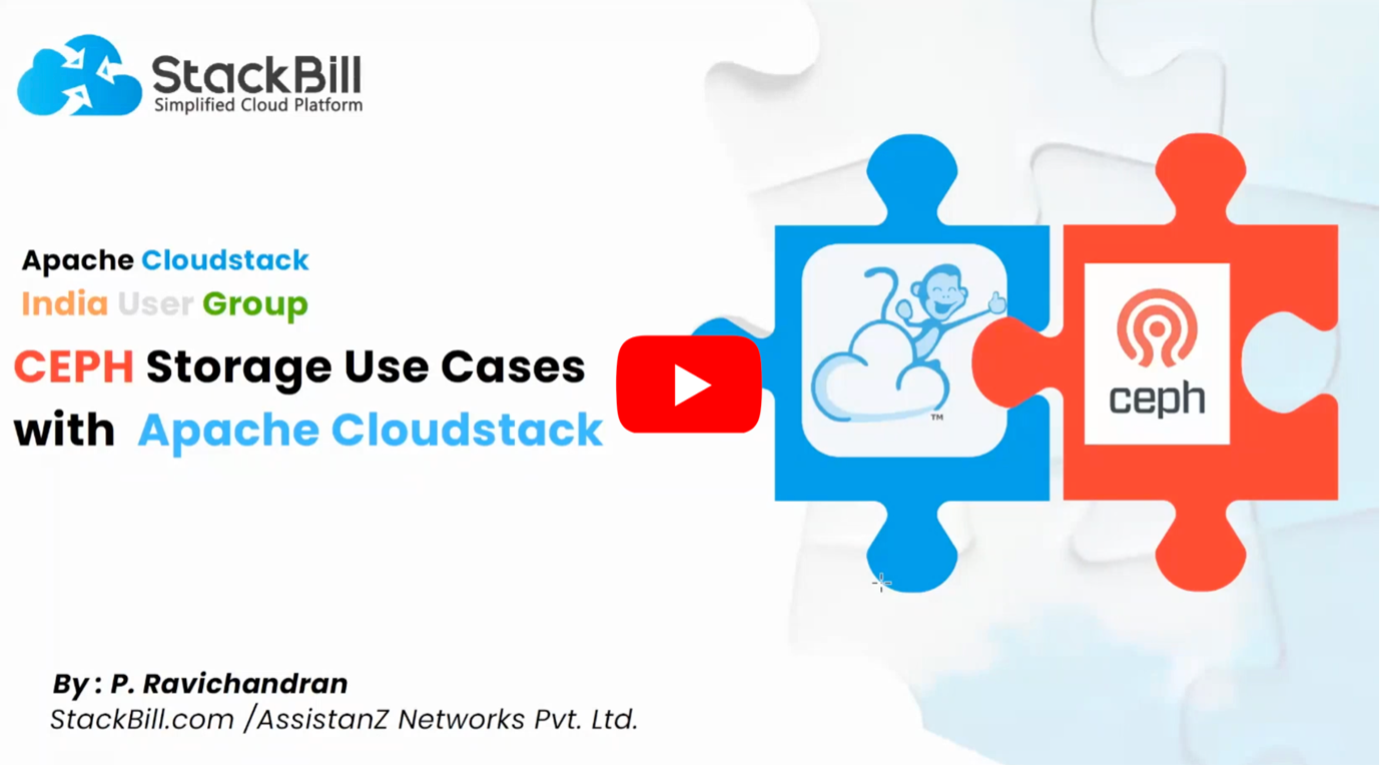 StackBill
Simplified Cloud Platform
Apache Cloudstack
India User Group
CEPH Storage Use Cases
with Apache Cloudstack
TM
ceph
By : P. Ravichandran
StackBill.com /AssistanZ Networks Pvt. Ltd.